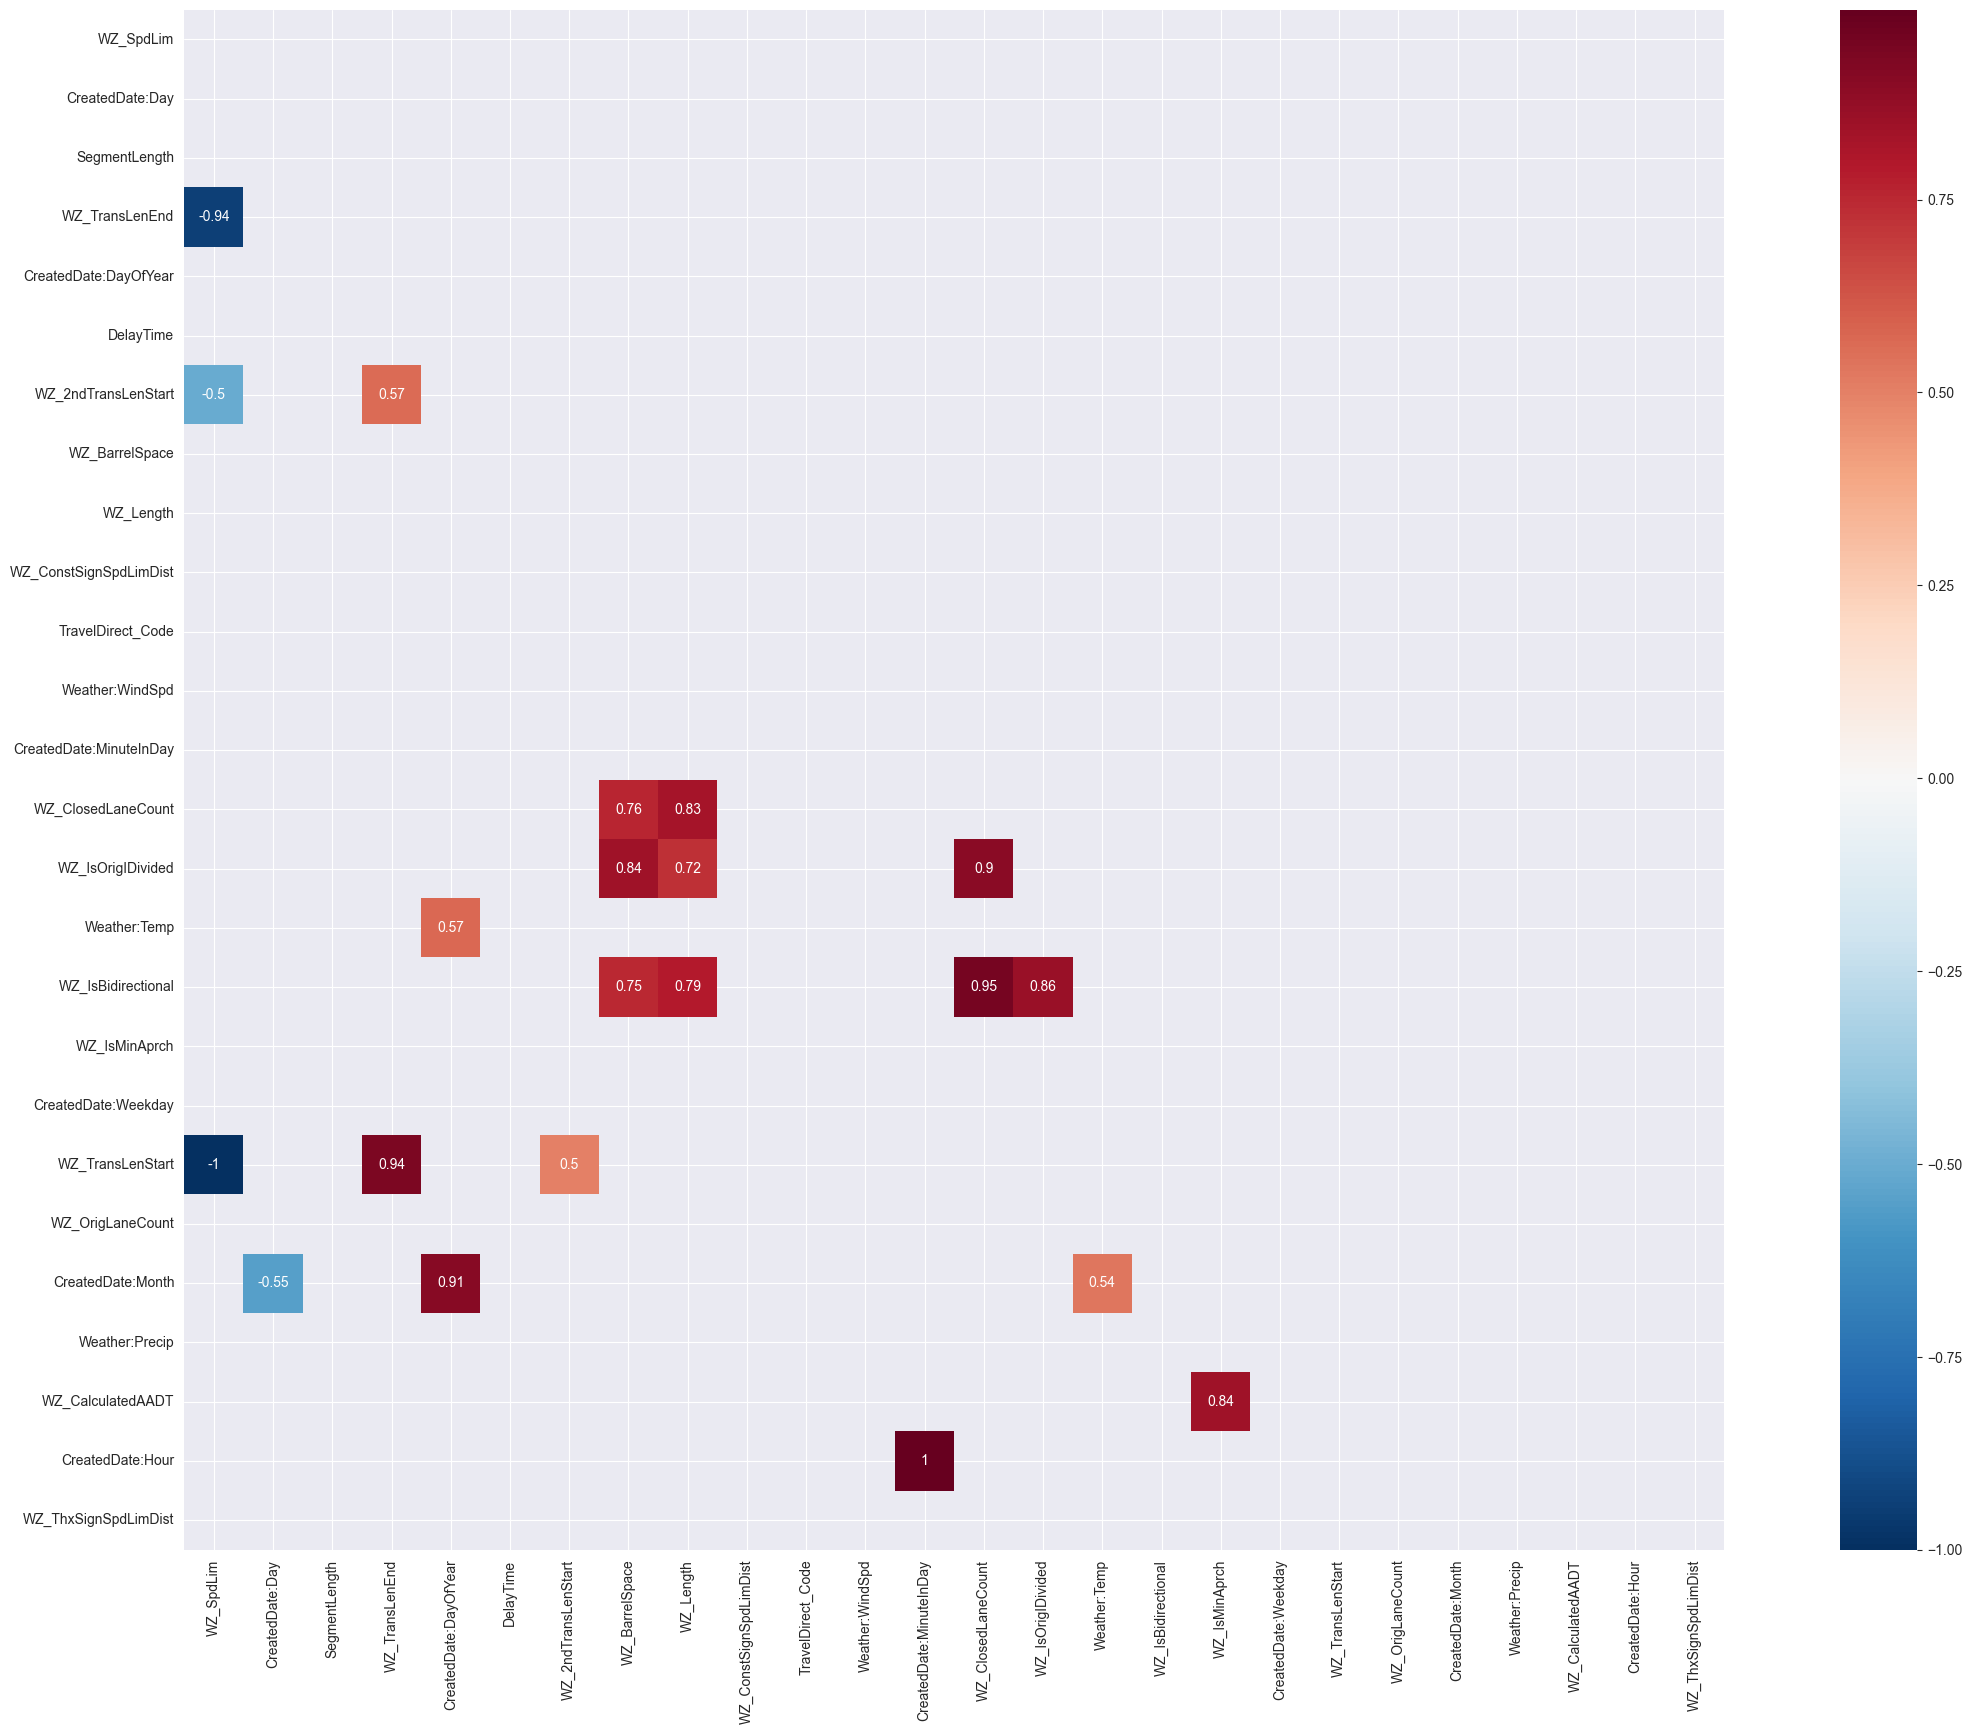 WZ_SpdLim
CreatedDate:Day
SegmentLength
WZ_TransLenEnd
-0.94
CreatedDate:DayOfYear
DelayTime
WZ_2ndTransLenStart
-0.5
0.57
WZ_BarrelSpace
WZ_Length
WZ_ConstSignSpdLimDist
TravelDirect_Code
Weather:WindSpd
CreatedDate:MinuteInDay
WZ_ClosedLaneCount
0.76
0.83
WZ_IsOriglDivided
0.84
0.72
0.9
Weather:Temp
0.57
WZ_IsBidirectional
0.75
0.79
0.95
0.86
WZ_IsMinAprch
CreatedDate:Weekday
WZ_TransLenStart
-1
0.94
0.5
WZ_OrigLaneCount
CreatedDate:Month
-0.55
0.91
0.54
Weather:Precip
WZ_CalculatedAADT
0.84
CreatedDate:Hour
1
WZ_ThxSignSpdLimDist
WZ_SpdLim
CreatedDate:Day
SegmentLength
WZ_TransLenEnd
CreatedDate:DayOfYear
DelayTime
WZ_2ndTransLenStart
WZ_BarrelSpace
WZ_Length
WZ_ConstSignSpdLimDist
TravelDirect_Code
Weather:WindSpd
CreatedDate:MinuteInDay
WZ_ClosedLaneCount
WZ_IsOriglDivided
Weather:Temp
WZ_IsBidirectional
WZ_IsMinAprch
CreatedDate:Weekday
WZ_TransLenStart
WZ_OrigLaneCount
CreatedDate:Month
Weather:Precip
WZ_CalculatedAADT
CreatedDate:Hour
WZ_ThxSignSpdLimDist
0.75
0.50
0.25
0.00
−0.25
−0.50
−0.75
−1.00